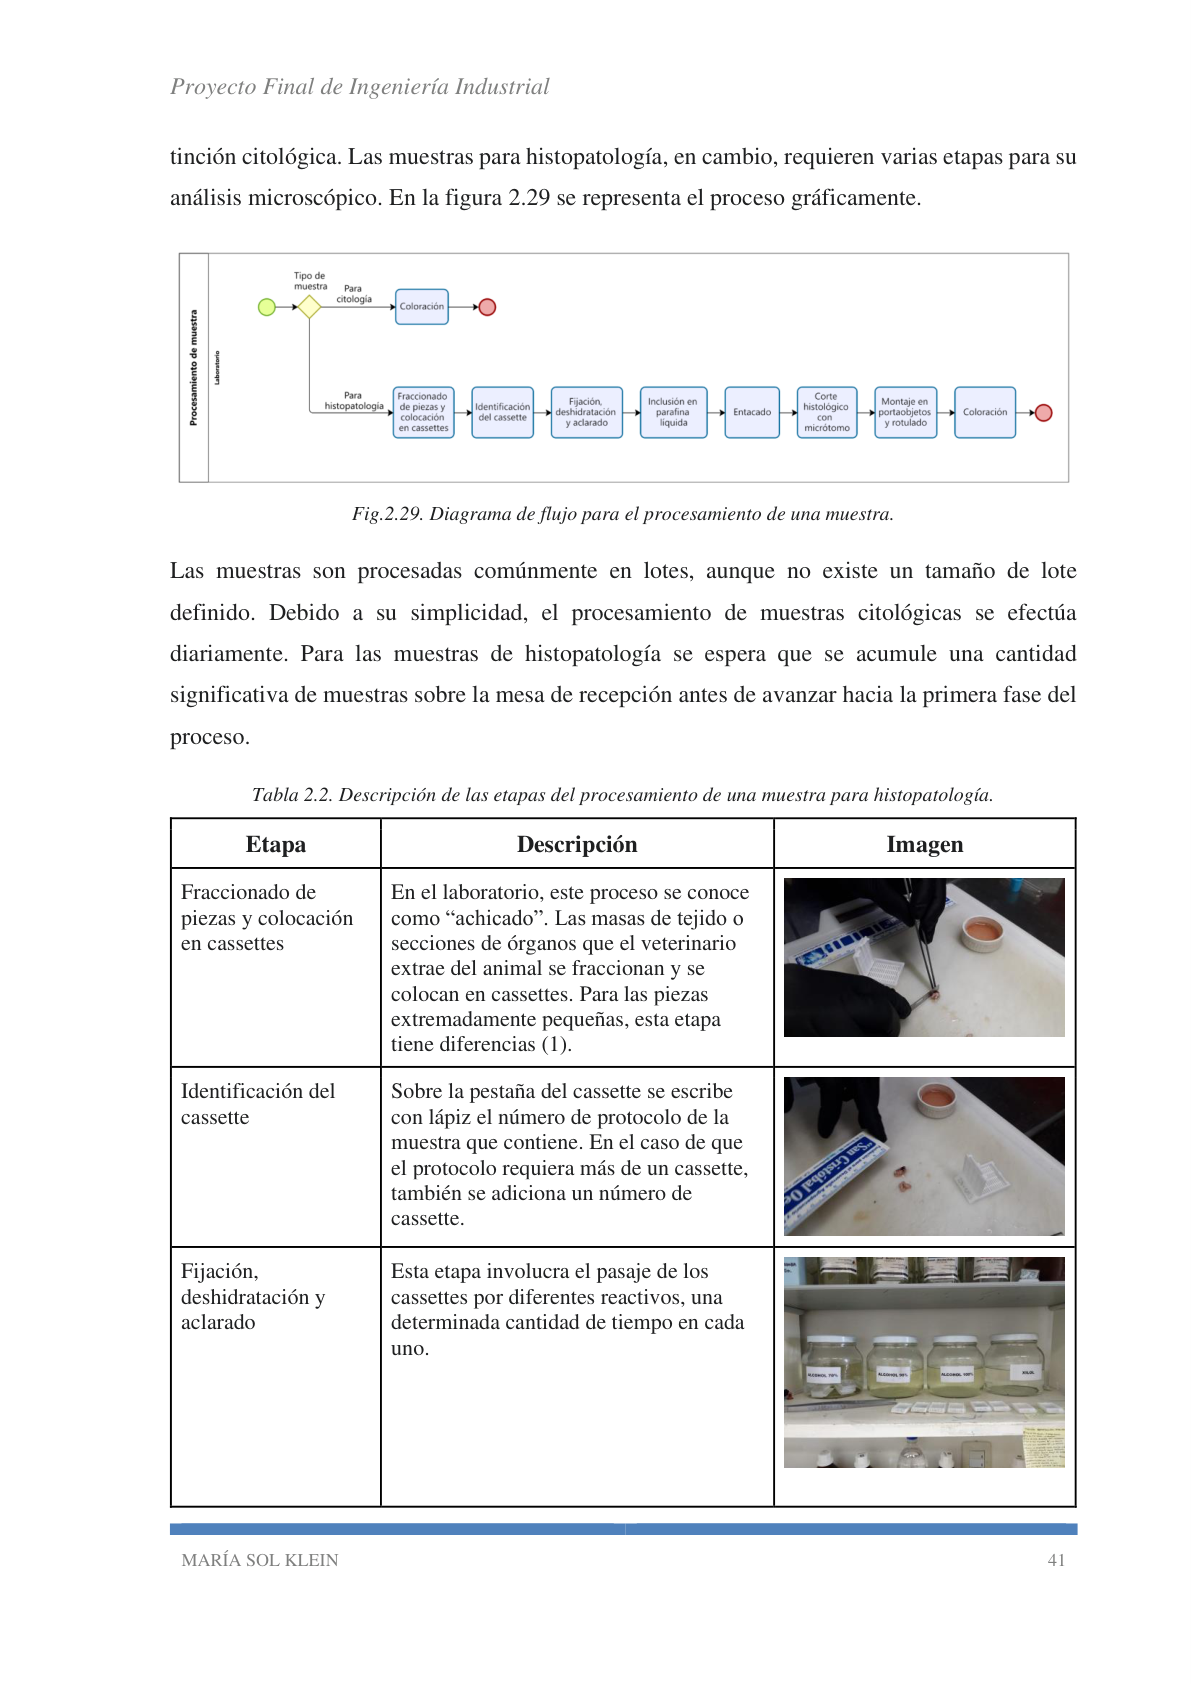 Proyecto Final de Ingeniería Industrial
tinción citológica. Las muestras para histopatología, en cambio, requieren varias etapas para su
análisis microscópico. En la figura 2.29 se representa el proceso gráficamente.
Procesamiento de muestra
Laboratorio
Tipo de
muestra
Para
citología
Coloración
Para
histopatología
Fraccionado
de piezas y
colocación
en cassettes
Identificación
del cassette
Fijación,
deshidratación
y aclarado
Inclusión en
parafina
líquida
Entacado
Corte
histológico
con
micrótomo
Montaje en
portaobjetos
y rotulado
Coloración
Fig.2.29. Diagrama de flujo para el procesamiento de una muestra.
Las muestras son procesadas comúnmente en lotes, aunque no existe un tamaño de lote
definido. Debido a su simplicidad, el procesamiento de muestras citológicas se efectúa
diariamente. Para las muestras de histopatología se espera que se acumule una cantidad
significativa de muestras sobre la mesa de recepción antes de avanzar hacia la primera fase del
proceso.
Tabla 2.2. Descripción de las etapas del procesamiento de una muestra para histopatología.
Etapa
Descripción
Imagen
Fraccionado de
piezas y colocación
en cassettes
En el laboratorio, este proceso se conoce
como “achicado”. Las masas de tejido o
secciones de órganos que el veterinario
extrae del animal se fraccionan y se
colocan en cassettes. Para las piezas
extremadamente pequeñas, esta etapa
tiene diferencias (1).
Identificación del
cassette
Sobre la pestaña del cassette se escribe
con lápiz el número de protocolo de la
muestra que contiene. En el caso de que
el protocolo requiera más de un cassette,
también se adiciona un número de
cassette.
San Cristóbal
Fijación,
deshidratación y
aclarado
Esta etapa involucra el pasaje de los
cassettes por diferentes reactivos, una
determinada cantidad de tiempo en cada
uno.
ALCOHOL 70%
ALCOHOL 96%
ALCOHOL 100%
XILOL
MARÍA SOL KLEIN
41